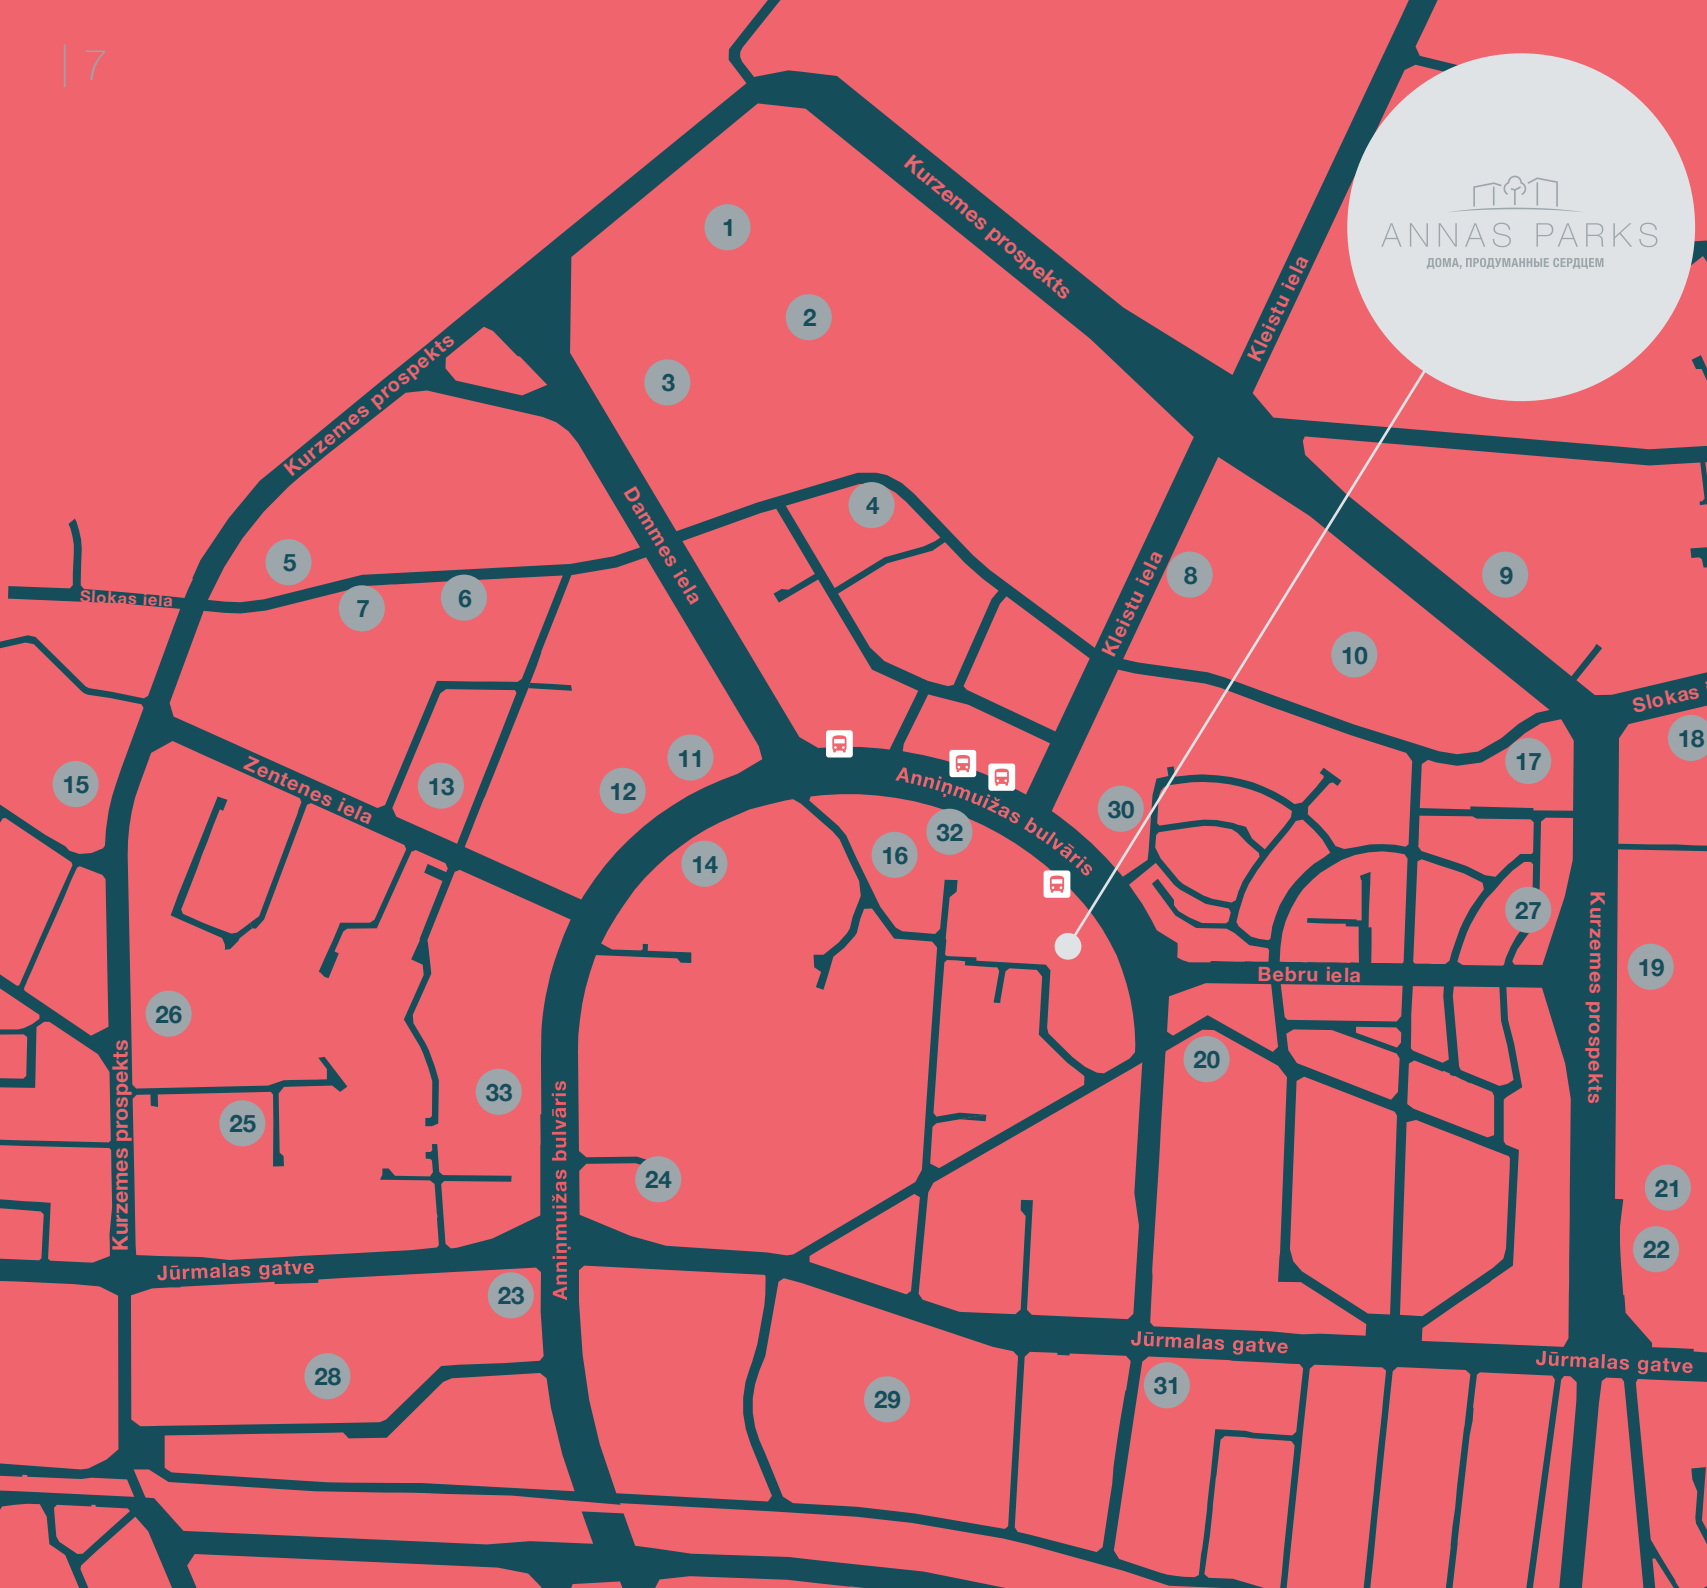 7
ANNAS PARKS
ДОМА, ПРОДУМАННЫЕ СЕРДЦЕМ
Kurzemes prospekts
Kleistu iela
1
2
3
Kurzemes prospekts
Dammes iela
4
5
6
7
Slokas iela
Kleistu iela
8
9
10
Slokas
11
12
13
Zentenes iela
15
17
18
Anniņmuižas bulvāris
30
32
16
14
27
Kurzemes prospekts
19
Bebru iela
26
20
33
25
Kurzemes prospekts
Anniņmuižas bulvāris
24
21
22
Jūrmalas gatve
23
28
29
Jūrmalas gatve
31
Jūrmalas gatve